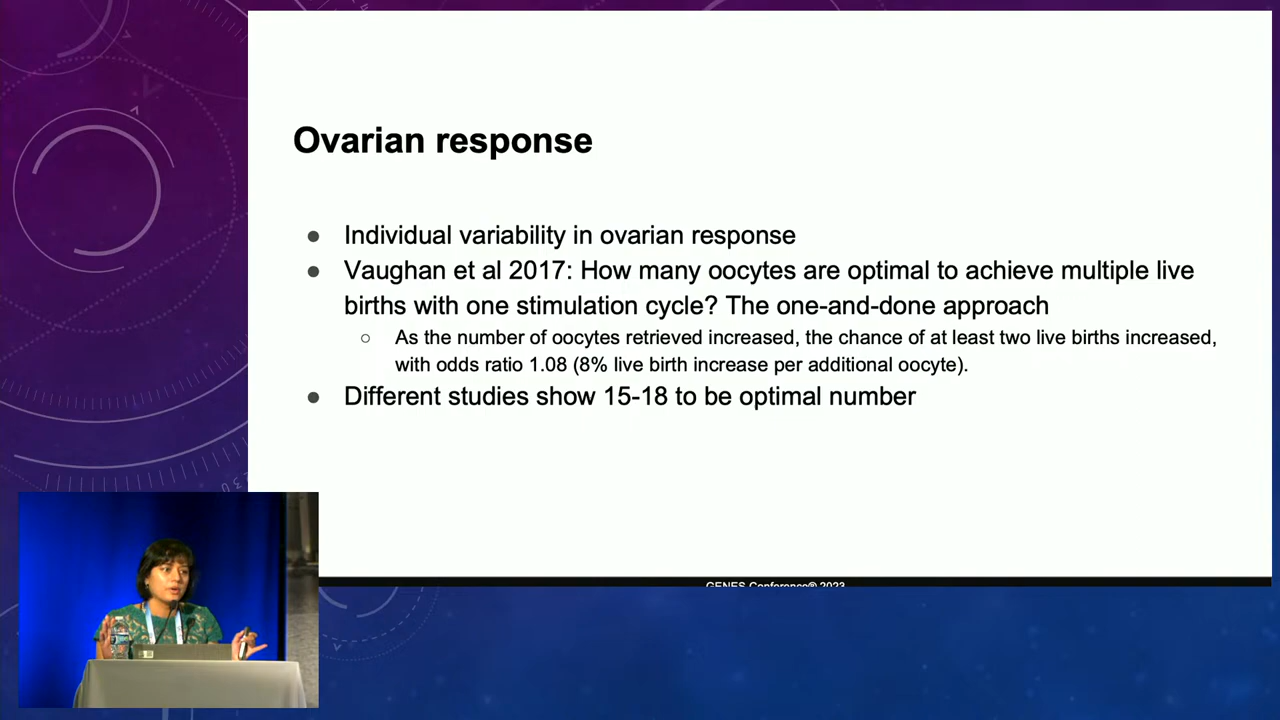 Ovarian response
● Individual variability in ovarian response
● Vaughan et al 2017: How many oocytes are optimal to achieve multiple live
births with one stimulation cycle? The one-and-done approach
○ As the number of oocytes retrieved increased, the chance of at least two live births increased,
with odds ratio 1.08 (8% live birth increase per additional oocyte).
● Different studies show 15-18 to be optimal number
230
GENES Conference® 2023